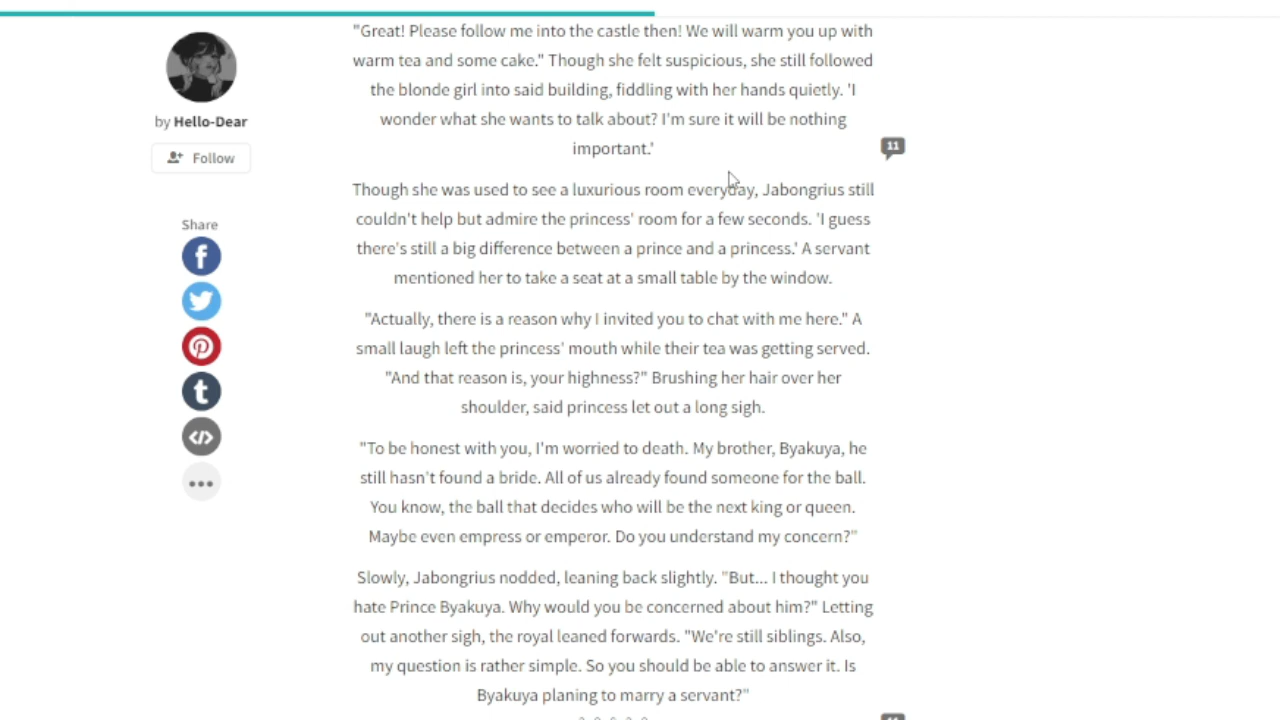 "Great! Please follow me into the castle then! We will warm you up with
warm tea and some cake." Though she felt suspicious, she still followed
the blonde girl into said building, fiddling with her hands quietly. 'I
wonder what she wants to talk about? I'm sure it will be nothing
important.'
11
by Hello-Dear
Follow
Though she was used to see a luxurious room everyday, Jabongrius still
couldn't help but admire the princess' room for a few seconds. 'I guess
there's still a big difference between a prince and a princess.' A servant
mentioned her to take a seat at a small table by the window.
Share
"Actually, there is a reason why I invited you to chat with me here." A
small laugh left the princess' mouth while their tea was getting served.
"And that reason is, your highness?" Brushing her hair over her
shoulder, said princess let out a long sigh.
"To be honest with you, I'm worried to death. My brother, Byakuya, he
still hasn't found a bride. All of us already found someone for the ball.
You know, the ball that decides who will be the next king or queen.
Maybe even empress or emperor. Do you understand my concern?"
Slowly, Jabongrius nodded, leaning back slightly. "But... I thought you
hate Prince Byakuya. Why would you be concerned about him?" Letting
out another sigh, the royal leaned forwards. "We're still siblings. Also,
my question is rather simple. So you should be able to answer it. Is
Byakuya planing to marry a servant?"